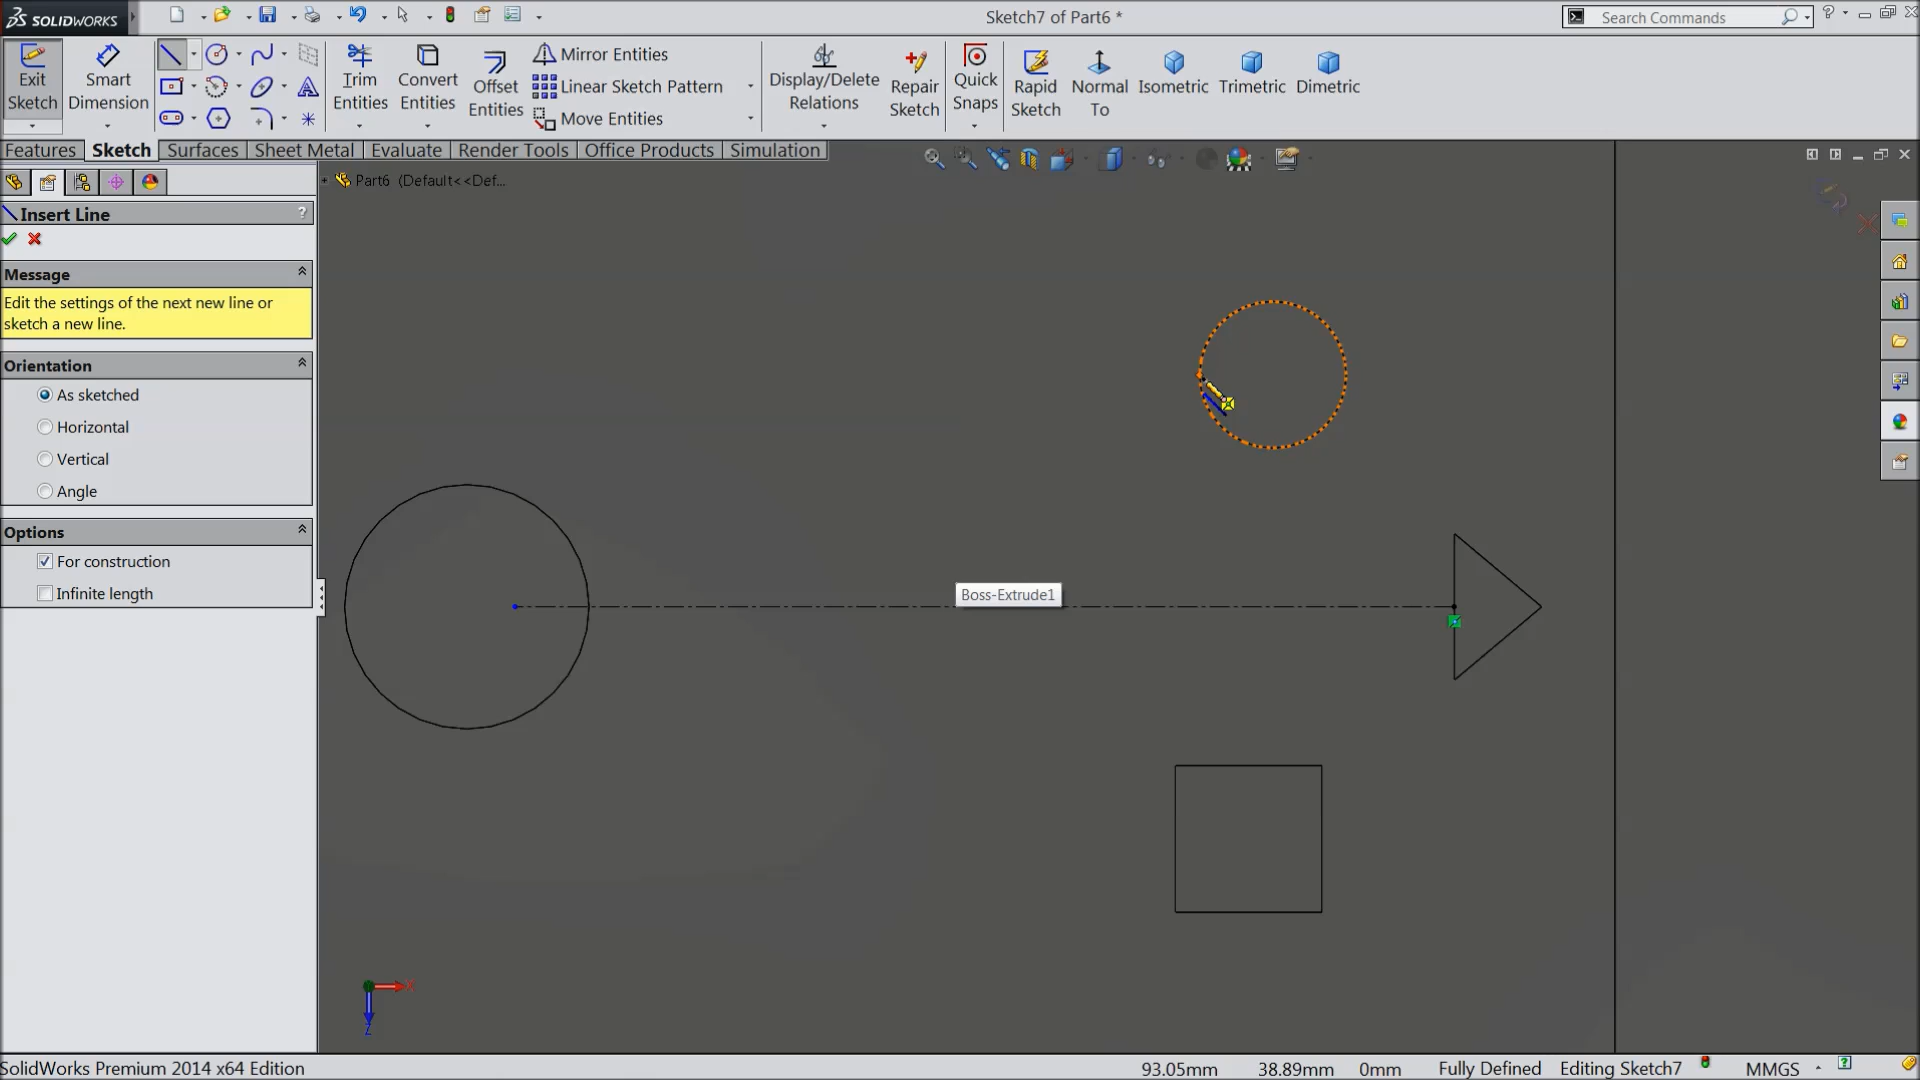 SOLIDWORKS
Sketch7 of Part6 *
Search Commands
?
Exit Sketch
Smart Dimension
Trim Entities
Convert Entities
Offset Entities
Mirror Entities
Linear Sketch Pattern
Move Entities
Display/Delete Relations
Repair Sketch
Quick Snaps
Rapid Sketch
Normal To
Isometric
Trimetric
Dimetric
Features
Sketch
Surfaces
Sheet Metal
Evaluate
Render Tools
Office Products
Simulation
Part6 (Default<<Def...
Insert Line
?
Message
Edit the settings of the next new line or
sketch a new line.
Orientation
As sketched
Horizontal
Vertical
Angle
Options
For construction
Infinite length
Boss-Extrude1
X
Z
SolidWorks Premium 2014 x64 Edition
93.05mm
38.89mm
0mm
Fully Defined
Editing Sketch7
MMGS
?